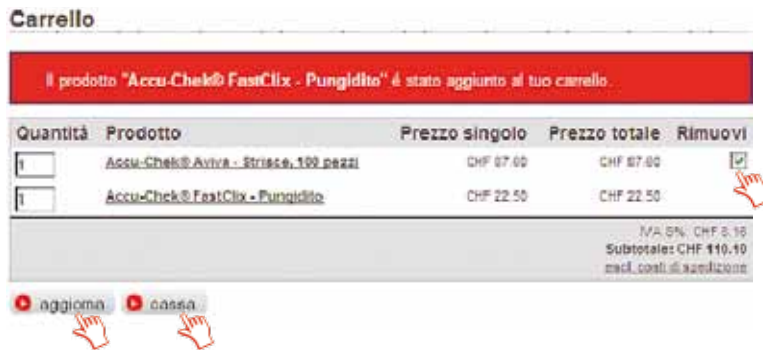 Carrello
Il prodotto "Accu-Chek® FastClix - Pungidito" é stato aggiunto al tuo carrello.
Quantità Prodotto Prezzo singolo Prezzo totale Rimuovi
1 Accu-Chek® Aviva - Strisce, 100 pezzi CHF 87.60 CHF 87.60
1 Accu-Chek® FastClix - Pungidito CHF 22.50 CHF 22.50
IVA 8%: CHF 8.16
Subtotale: CHF 110.10
escl. costi di spedizione
aggiorna cassa